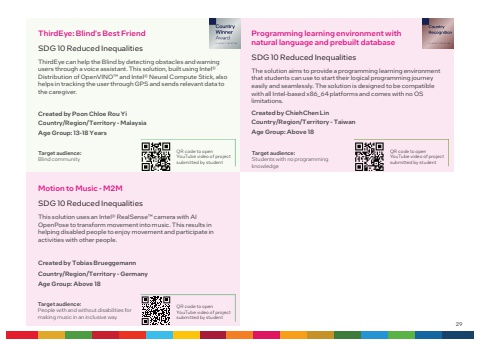 ThirdEye: Blind's Best Friend
Country
Winner
Award
SDG 10 Reduced Inequalities
ThirdEye can help the Blind by detecting obstacles and warning
users through a voice assistant. This solution, built using Intel®
Distribution of OpenVINO™ and Intel® Neural Compute Stick, also
helps in tracking the user through GPS and sends relevant data to
the caregiver.
Created by Poon Chloe Rou Yi
Country/Region/Territory - Malaysia
Age Group: 13-18 Years
Target audience:
Blind community
QR code to open
YouTube video of project
submitted by student
Programming learning environment with
natural language and prebuilt database
Country
Recognition
SDG 10 Reduced Inequalities
The solution aims to provide a programming learning environment
that students can use to start their logical programming journey
easily and seamlessly. The solution is designed to be compatible
with all Intel-based x86_64 platforms and comes with no OS
limitations.
Created by ChiehChen Lin
Country/Region/Territory - Taiwan
Age Group: Above 18
Target audience:
Students with no programming
knowledge
QR code to open
YouTube video of project
submitted by student
Motion to Music - M2M
SDG 10 Reduced Inequalities
This solution uses an Intel® RealSense™ camera with AI
OpenPose to transform movement into music. This results in
helping disabled people to enjoy movement and participate in
activities with other people.
Created by Tobias Brueggemann
Country/Region/Territory - Germany
Age Group: Above 18
Target audience:
People with and without disabilities for
making music in an inclusive way
QR code to open
YouTube video of project
submitted by student
29